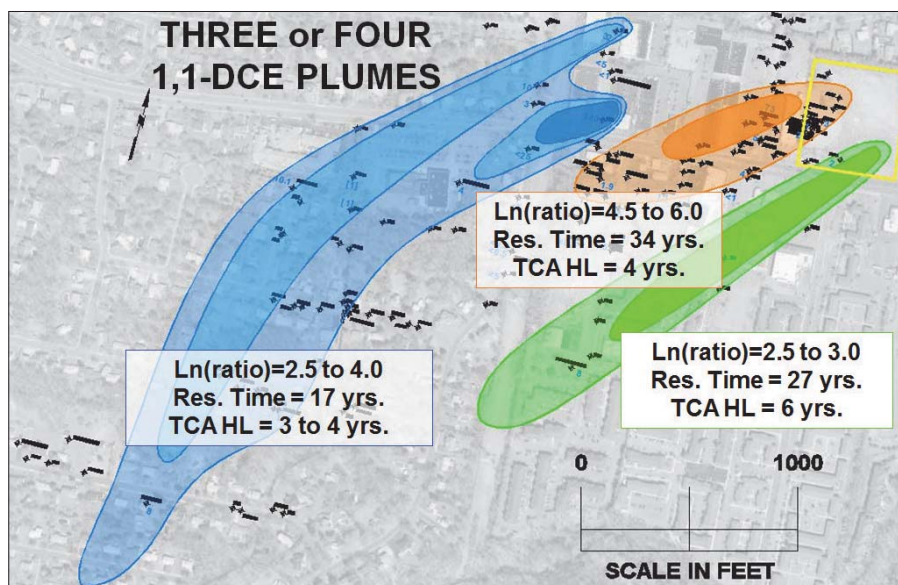 THREE or FOUR
1,1-DCE PLUMES
Ln(ratio)=4.5 to 6.0
Res. Time = 34 yrs.
TCA HL = 4 yrs.
Ln(ratio)=2.5 to 3.0
Res. Time = 27 yrs.
TCA HL = 6 yrs.
Ln(ratio)=2.5 to 4.0
Res. Time = 17 yrs.
TCA HL = 3 to 4 yrs.
0 1000
SCALE IN FEET